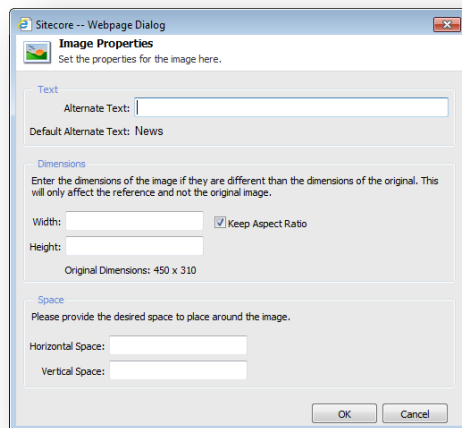 Sitecore -- Webpage Dialog
Image Properties
Set the properties for the image here.
Text
Alternate Text:
Default Alternate Text: News
Dimensions
Enter the dimensions of the image if they are different than the dimensions of the original. This
will only affect the reference and not the original image.
Width:
Keep Aspect Ratio
Height:
Original Dimensions: 450 x 310
Space
Please provide the desired space to place around the image.
Horizontal Space:
Vertical Space:
OK Cancel